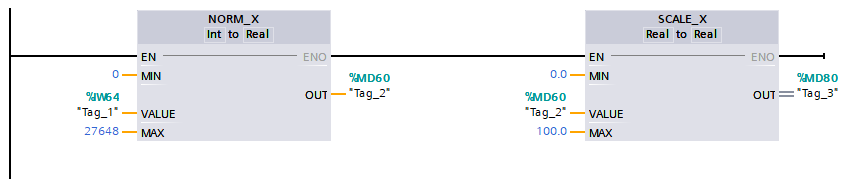 NORM_X
Int to Real
EN
ENO
0
MIN
%IW64
"Tag_1"
VALUE
27648
MAX
OUT
%MD60
"Tag_2"
SCALE_X
Real to Real
EN
ENO
0.0
MIN
%MD60
"Tag_2"
VALUE
100.0
MAX
OUT
%MD80
"Tag_3"